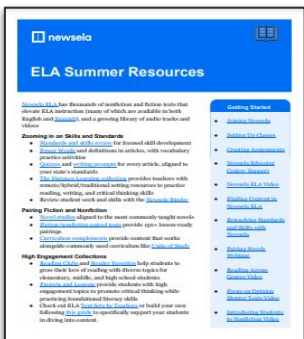 newsela
ELA Summer Resources
Newsela ELA has thousands of nonfiction and fiction texts that
elevate ELA instruction (many of which are available in both
English and Spanish), and a growing library of audio tracks and
videos
Zooming in on Skills and Standards
Standards and skills review for focused skill development
Power Words and definitions in articles, with vocabulary
practice activities
Quizzes and writing prompts for every article, aligned to
your state's standards
The Distance Learning collection provides teachers with
remote/hybrid/traditional setting resources to practice
reading, writing, and critical thinking skills
Review student work and skills with the Newsela Binder
Pairing Fiction and Nonfiction
Novel studies aligned to the most commonly taught novels
Fiction/nonfiction paired texts provide 150+ lesson-ready
pairings
Curriculum complements provide content that works
alongside commonly used curriculum like Units of Study
High Engagement Collections
Reading Clubs and Reader Favorites help students to
grow their love of reading with diverse topics for
elementary, middle, and high school students
Projects and Lessons provide students with high
engagement topics to promote critical thinking while
practicing foundational literacy skills
Check out ELA Text Sets by Teachers or build your own
following this guide to specifically support your students
in diving into content.
Getting Started
Joining Newsela
Setting Up Classes
Creating Assignments
Newsela Educator
Center Support
Newsela ELA Video
Finding Content in
Newsela ELA
Reteaching Standards
and Skills with
Newsela
Pairing Novels
Webinar
Reading Across
Genres Video
Focus on Opinion
Mentor Texts Video
Introducing Students
to Nonfiction Video